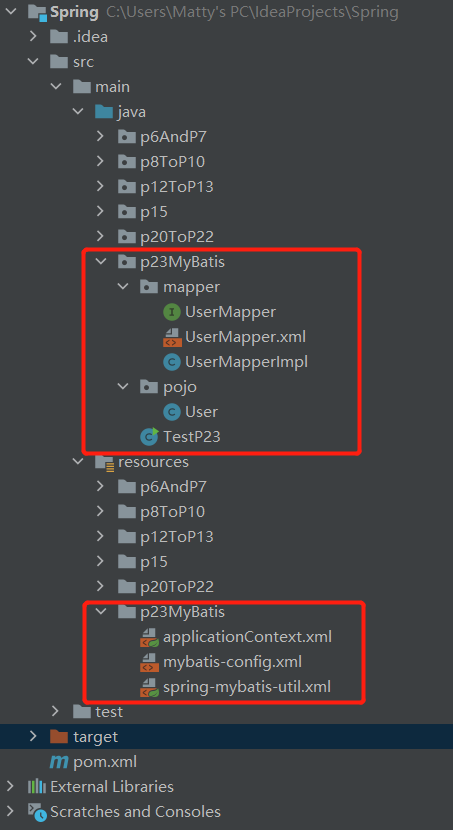 Spring C:\Users\Matty's PC\IdeaProjects\Spring
.idea
src
main
java
p6AndP7
p8ToP10
p12ToP13
p15
p20ToP22
p23MyBatis
mapper
I UserMapper
UserMapper.xml
C UserMapperImpl
pojo
C User
C TestP23
resources
p6AndP7
p8ToP10
p12ToP13
p15
p20ToP22
p23MyBatis
applicationContext.xml
mybatis-config.xml
spring-mybatis-util.xml
test
target
m pom.xml
External Libraries
Scratches and Consoles